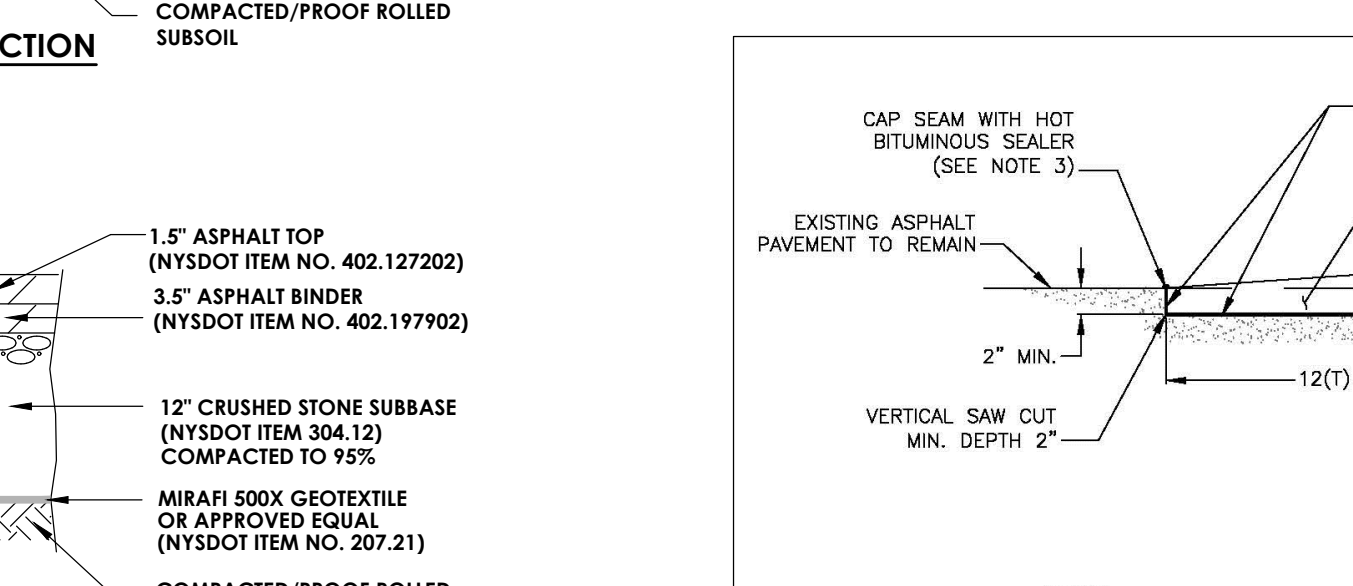 COMPACTED/PROOF ROLLED
SUBSOIL
CTION
1.5" ASPHALT TOP
(NYSDOT ITEM NO. 402.127202)
3.5" ASPHALT BINDER
(NYSDOT ITEM NO. 402.197902)
12" CRUSHED STONE SUBBASE
(NYSDOT ITEM 304.12)
COMPACTED TO 95%
MIRAFI 500X GEOTEXTILE
OR APPROVED EQUAL
(NYSDOT ITEM NO. 207.21)
COMPACTED/PROOF ROLLED
CAP SEAM WITH HOT
BITUMINOUS SEALER
(SEE NOTE 3)
EXISTING ASPHALT
PAVEMENT TO REMAIN
2" MIN.
12(T)
VERTICAL SAW CUT
MIN. DEPTH 2"